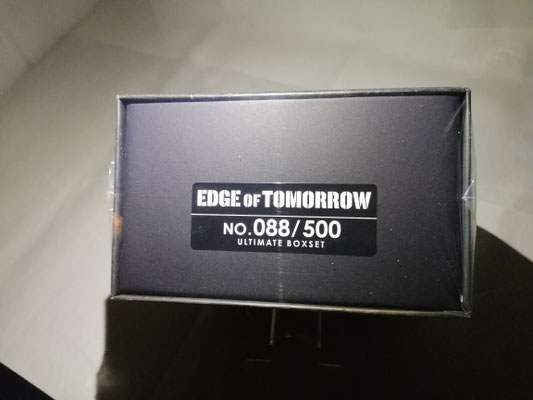 EDGE OF TOMORROW
NO.088/500
ULTIMATE BOXSET